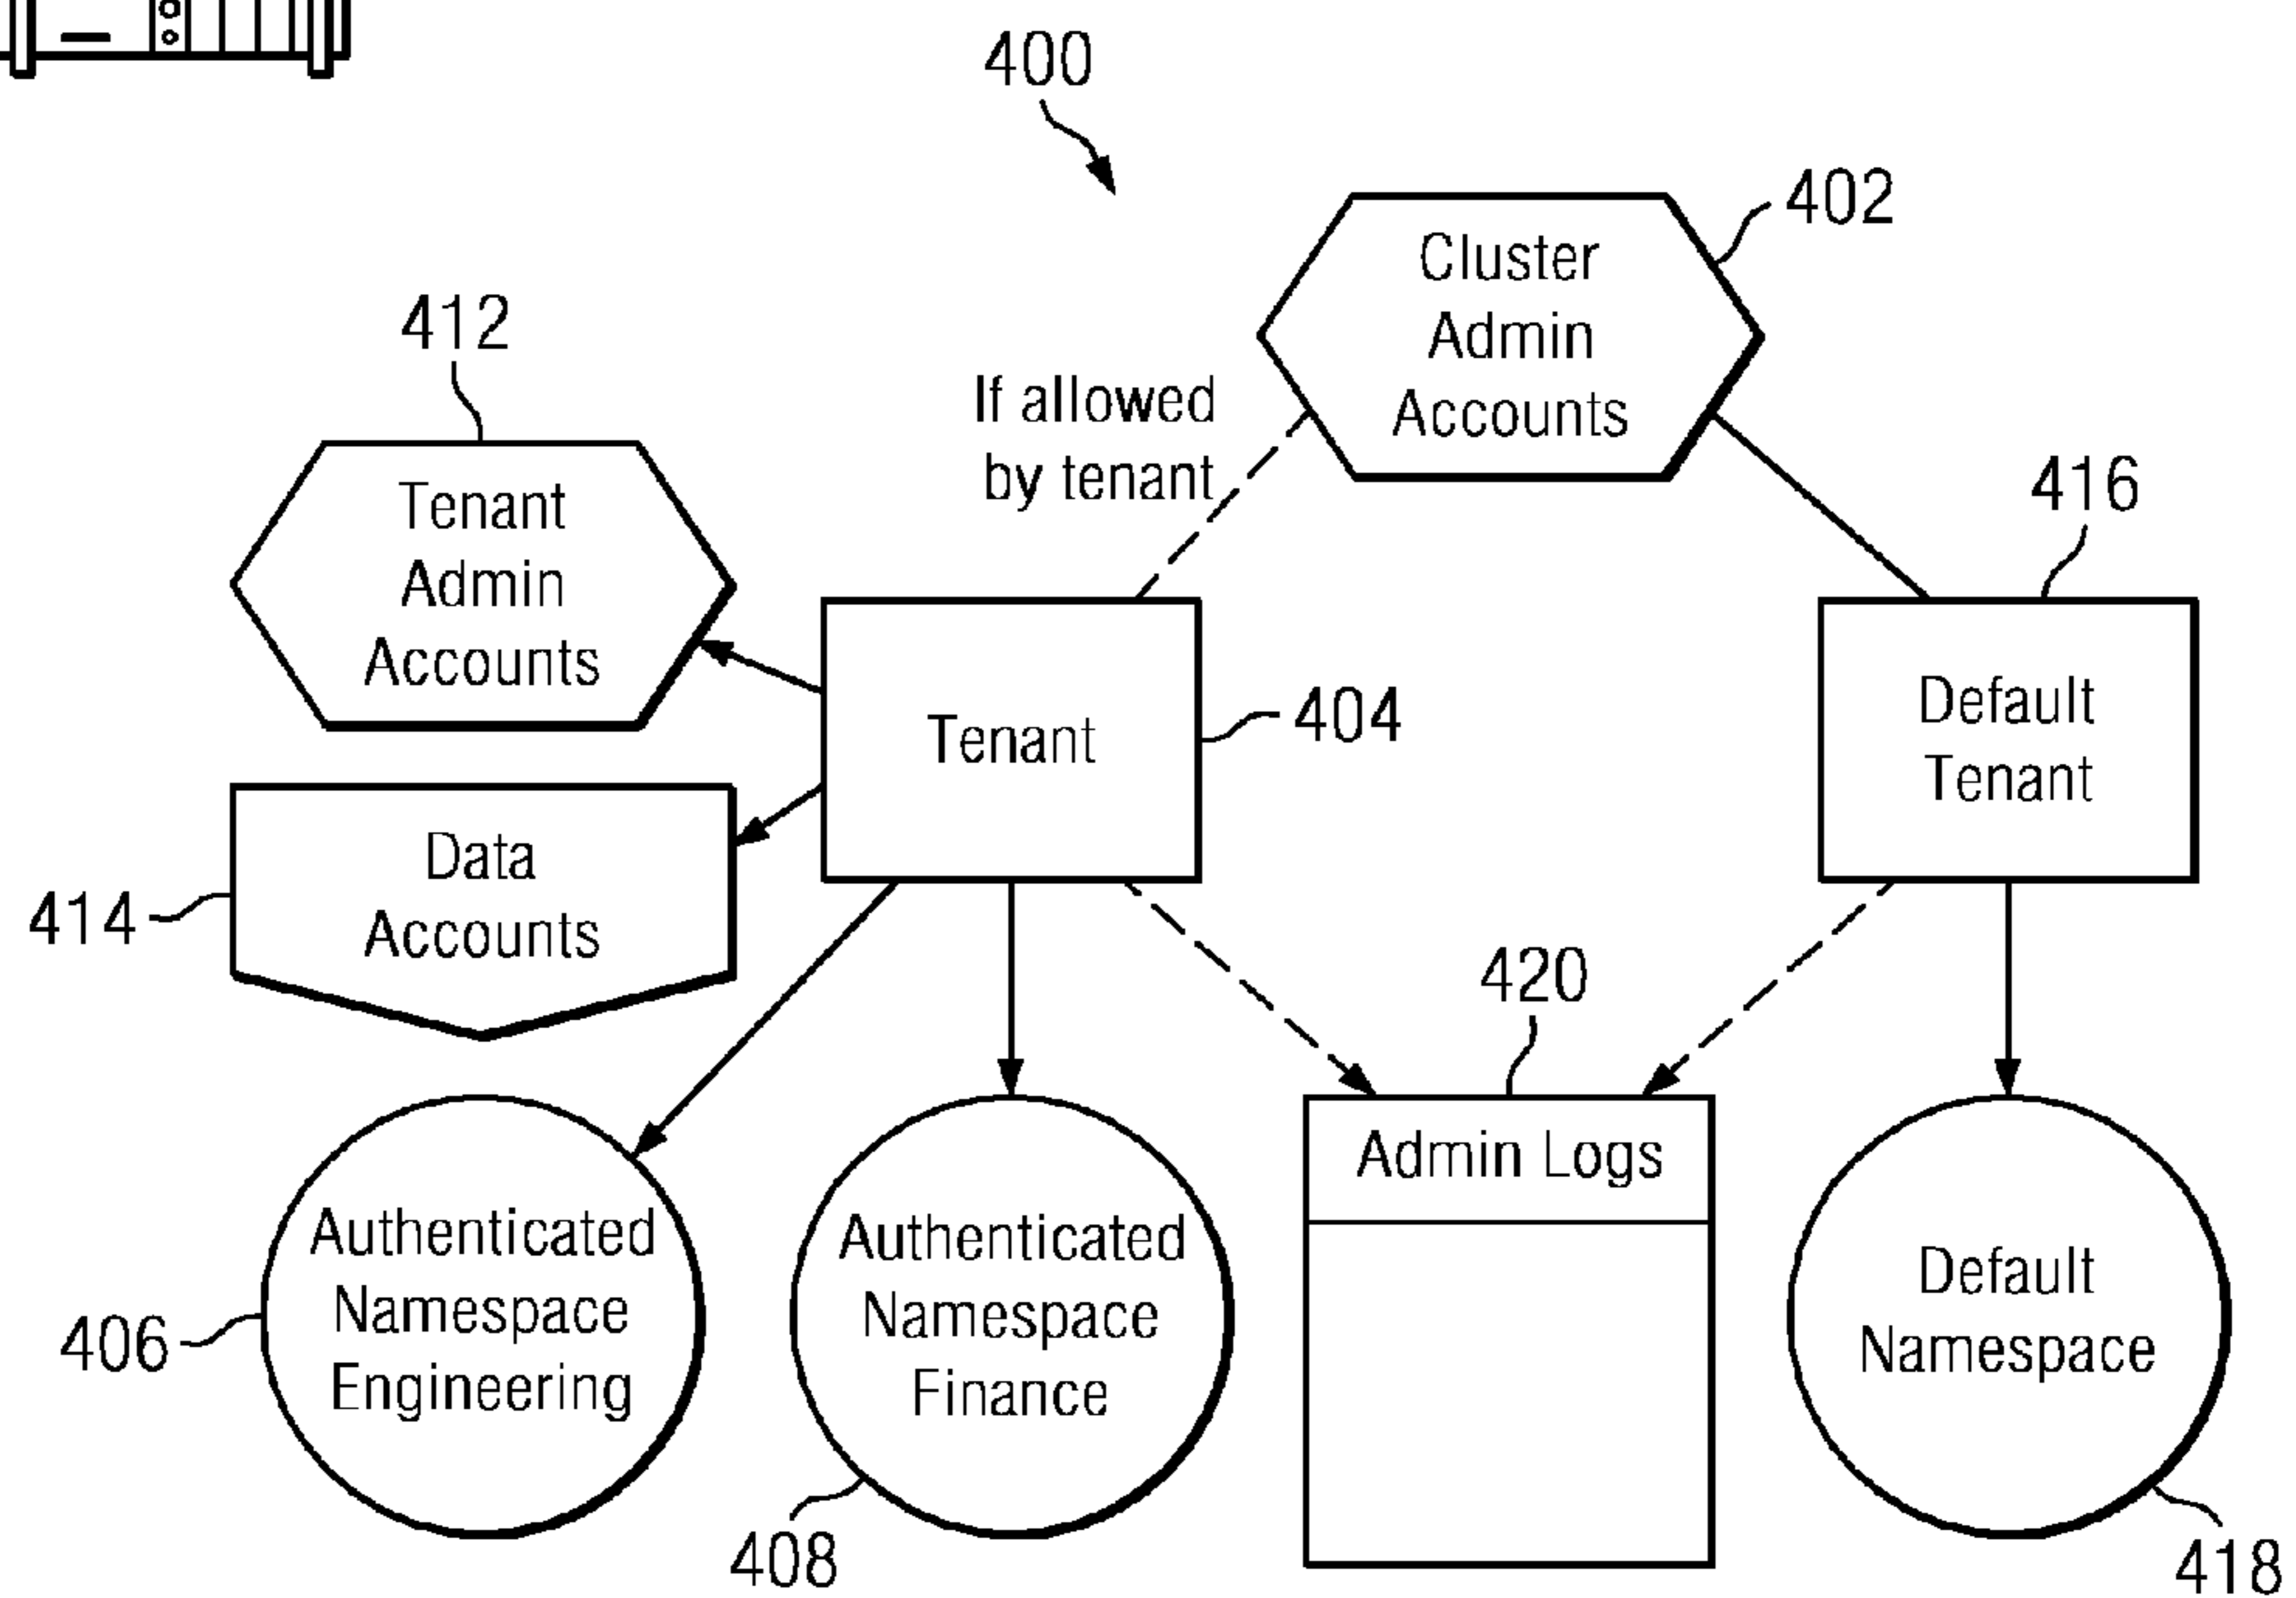 400
402
Cluster
Admin
Accounts
412
If allowed
by tenant
416
Tenant
Admin
Accounts
404
Tenant
Default
Tenant
Data
Accounts
414
420
Admin Logs
Authenticated
Namespace
Engineering
406
Authenticated
Namespace
Finance
408
Default
Namespace
418